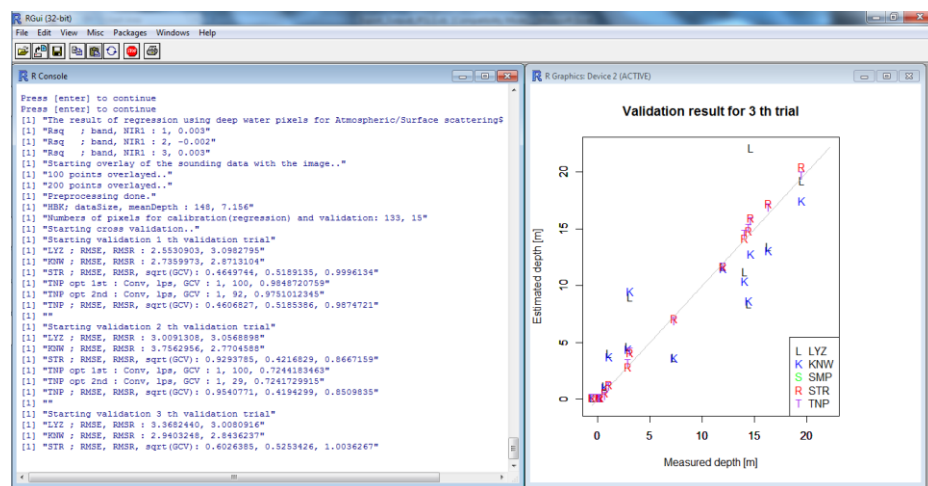 RGui (32-bit)
File Edit View Misc Packages Windows Help
R Console
Press [enter] to continue
Press [enter] to continue
[1] "The result of regression using deep water pixels for Atmospheric/Surface scattering$
[1] "Rsq ; band, NIR1 : 1, 0.003"
[1] "Rsq ; band, NIR1 : 2, -0.002"
[1] "Rsq ; band, NIR1 : 3, 0.003"
[1] "Starting overlay of the sounding data with the image.."
[1] "100 points overlayed.."
[1] "200 points overlayed.."
[1] "Preprocessing done."
[1] "HBK; dataSize, meanDepth : 148, 7.156"
[1] "Numbers of pixels for calibration(regression) and validation: 133, 15"
[1] "Starting cross validation.."
[1] "Starting validation 1 th validation trial"
[1] "LYZ ; RMSE, RMSR : 2.5530903, 3.0982795"
[1] "KNW ; RMSE, RMSR : 2.7359973, 2.8713104"
[1] "STR ; RMSE, RMSR, sqrt(GCV): 0.4649744, 0.5189135, 0.9996134"
[1] "TNP opt 1st : Conv, lps, GCV : 1, 100, 0.9848720759"
[1] "TNP opt 2nd : Conv, lps, GCV : 1, 92, 0.9751012345"
[1] "TNP ; RMSE, RMSR, sqrt(GCV): 0.4606827, 0.5185386, 0.9874721"
[1] ""
[1] "Starting validation 2 th validation trial"
[1] "LYZ ; RMSE, RMSR : 3.0091308, 3.0568898"
[1] "KNW ; RMSE, RMSR : 3.7562956, 2.7704588"
[1] "STR ; RMSE, RMSR, sqrt(GCV): 0.9293785, 0.4216829, 0.8667159"
[1] "TNP opt 1st : Conv, lps, GCV : 1, 100, 0.7244183463"
[1] "TNP opt 2nd : Conv, lps, GCV : 1, 29, 0.7241729915"
[1] "TNP ; RMSE, RMSR, sqrt(GCV): 0.9540771, 0.4194299, 0.8509835"
[1] ""
[1] "Starting validation 3 th validation trial"
[1] "LYZ ; RMSE, RMSR : 3.3682440, 3.0080916"
[1] "KNW ; RMSE, RMSR : 2.9403248, 2.8436237"
[1] "STR ; RMSE, RMSR, sqrt(GCV): 0.6026385, 0.5253426, 1.0036267"
R Graphics: Device 2 (ACTIVE)
Validation result for 3 th trial
Estimated depth [m]
20
15
10
5
0
L LYZ
K KNW
S SMP
R STR
T TNP
0 5 10 15 20
Measured depth [m]